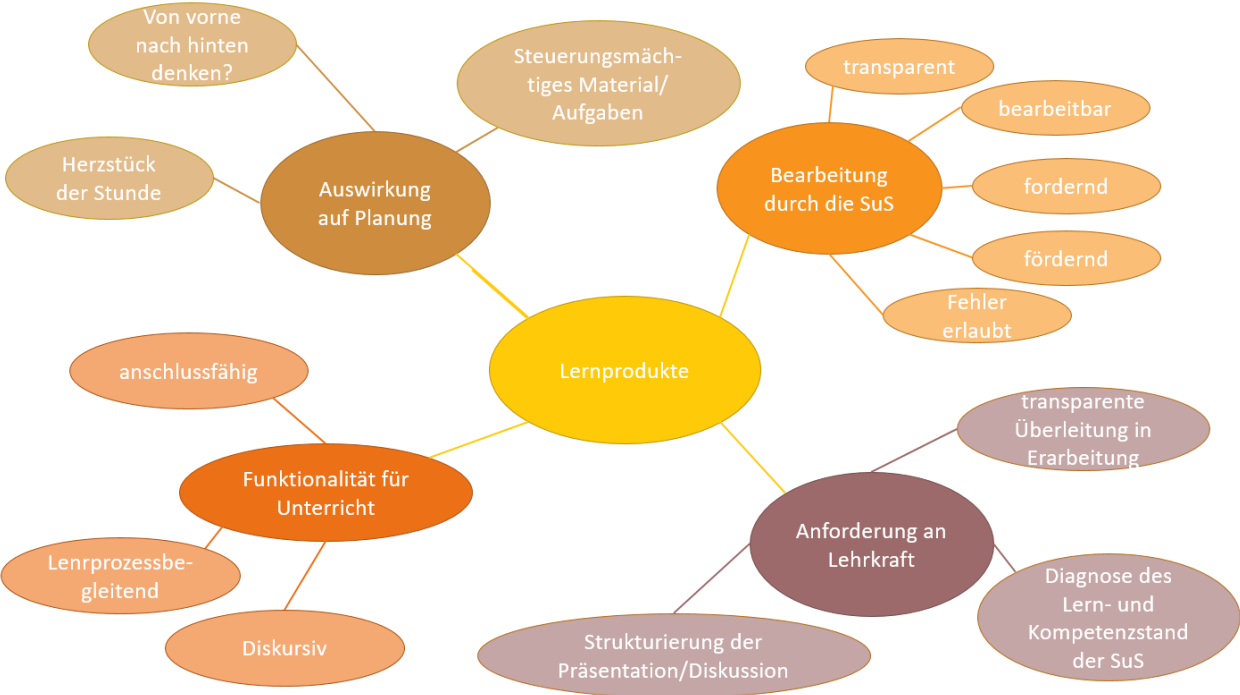 Von vorne
nach hinten
denken?
Steuerungsmäch-
tiges Material/
Aufgaben
Herzstück
der Stunde
Auswirkung
auf Planung
transparent
bearbeitbar
Bearbeitung
durch die SuS
fordernd
fördernd
Fehler
erlaubt
Lernprodukte
anschlussfähig
Funktionalität für
Unterricht
Lenrprozessbe-
gleitend
Diskursiv
transparente
Überleitung in
Erarbeitung
Anforderung an
Lehrkraft
Diagnose des
Lern- und
Kompetenzstand
der SuS
Strukturierung der
Präsentation/Diskussion